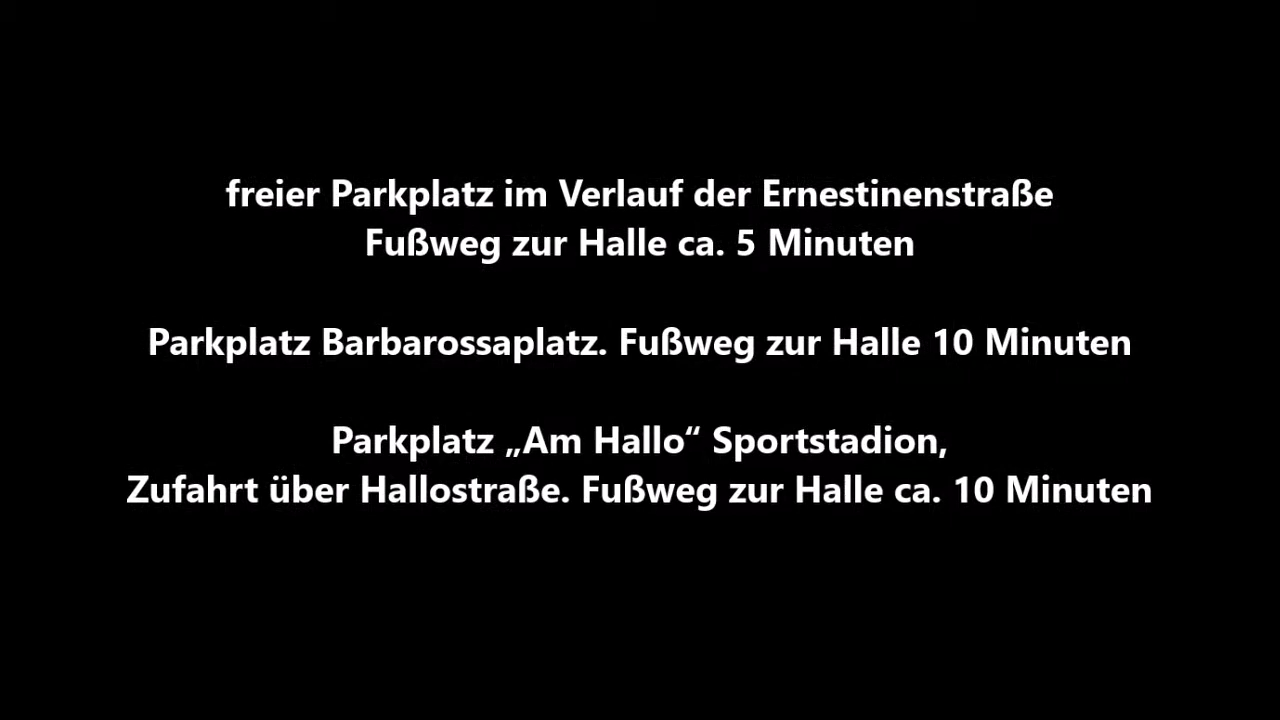 freier Parkplatz im Verlauf der Ernestinenstraße
Fußweg zur Halle ca. 5 Minuten
Parkplatz Barbarossaplatz. Fußweg zur Halle 10 Minuten
Parkplatz „Am Hallo“ Sportstadion,
Zufahrt über Hallostraße. Fußweg zur Halle ca. 10 Minuten